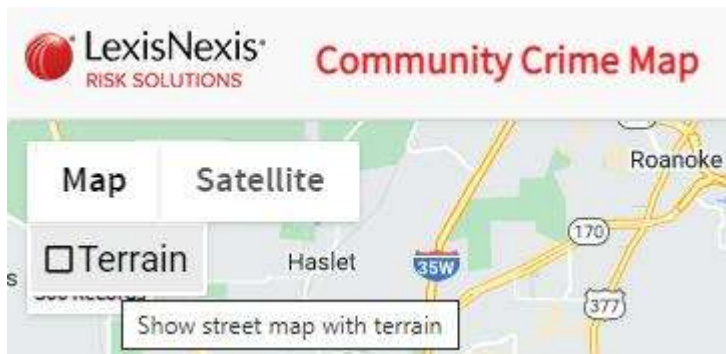 LexisNexis
RISK SOLUTIONS
Community Crime Map
Map
Satellite
Roanoke
170
Terrain
Haslet
35W
s
377
Show street map with terrain